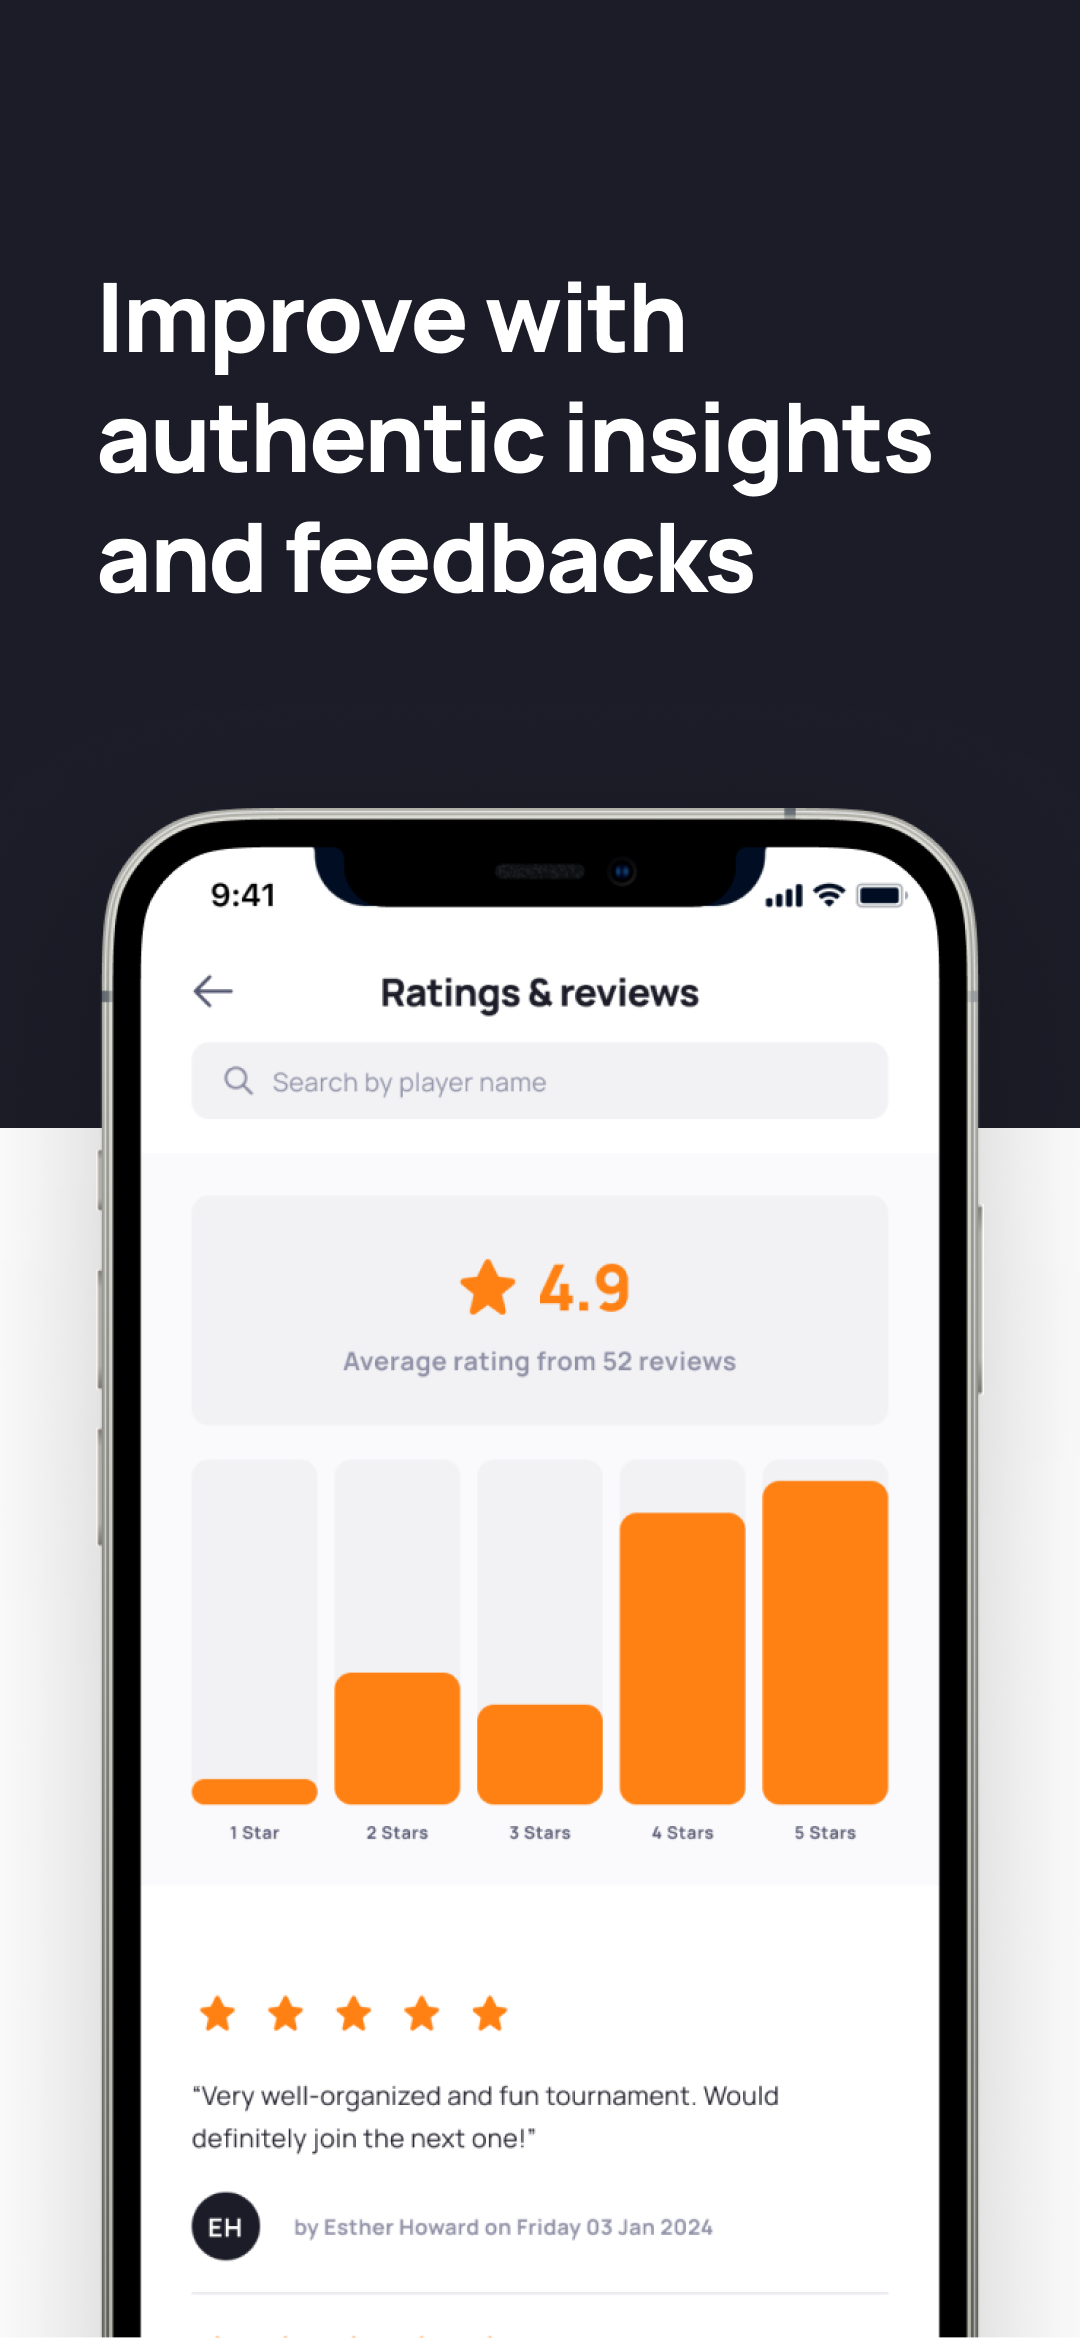 Improve with
authentic insights
and feedbacks
9:41
Ratings & reviews
Search by player name
4.9
Average rating from 52 reviews
1 Star
2 Stars
3 Stars
4 Stars
5 Stars
“Very well-organized and fun tournament. Would
definitely join the next one!”
EH
by Esther Howard on Friday 03 Jan 2024